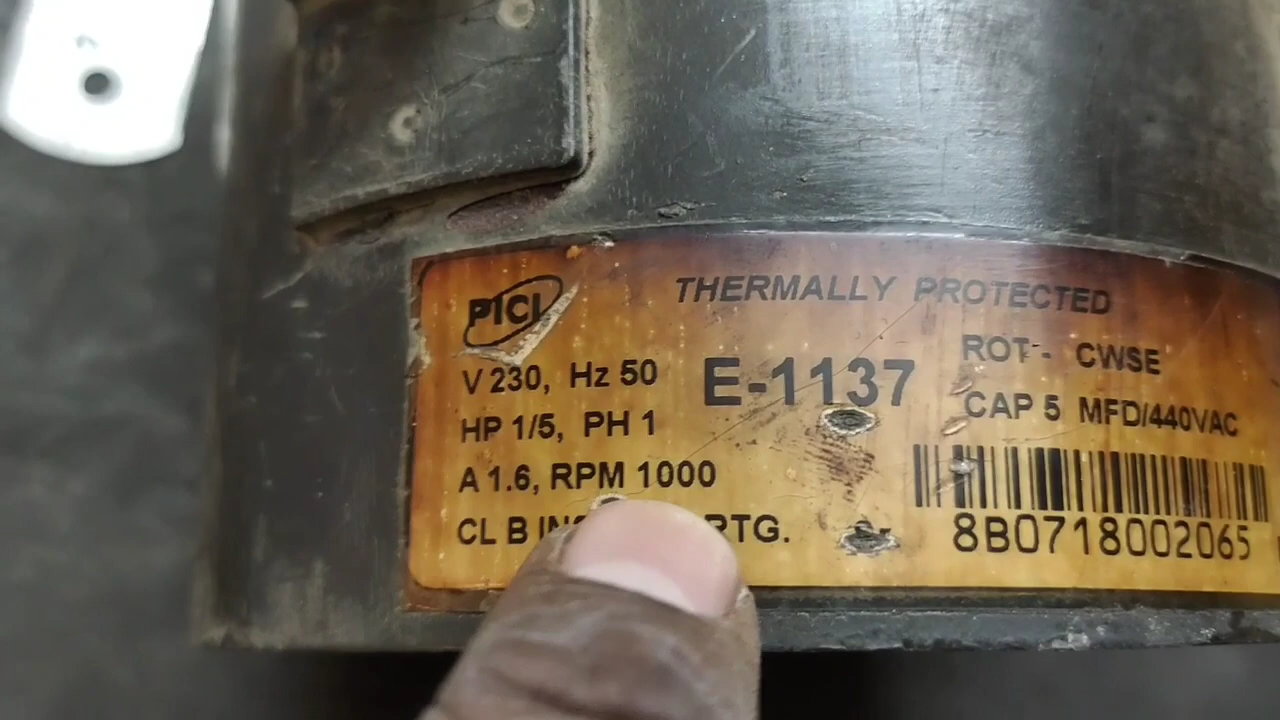 PICL
THERMALLY PROTECTED
V 230, Hz 50
E-1137
ROT - CWSE
HP 1/5, PH 1
CAP 5 MFD/440VAC
A 1.6, RPM 1000
CL B RTG.
8B0718002065